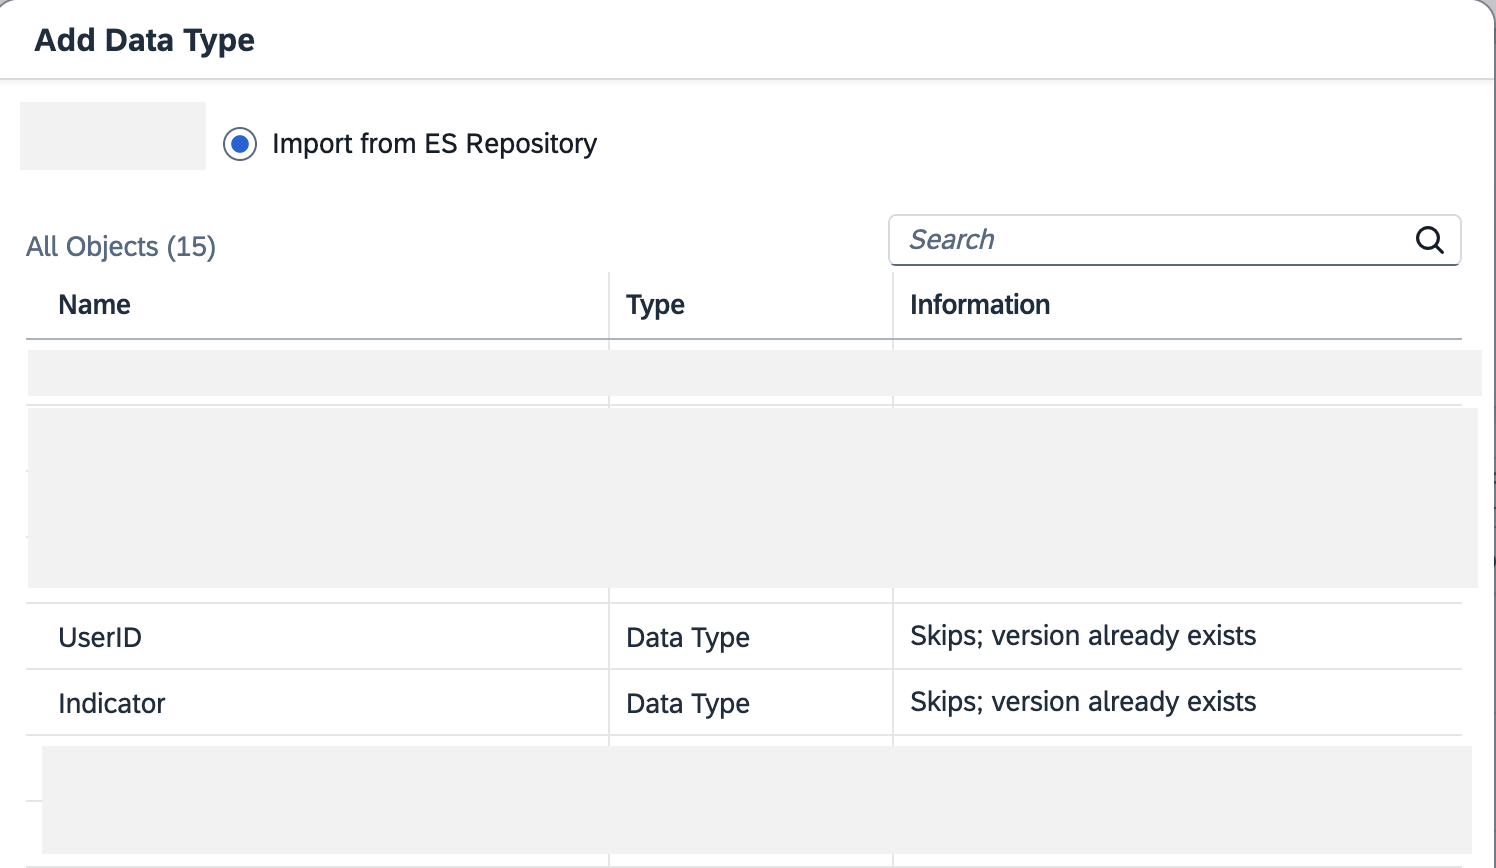 Add Data Type
Import from ES Repository
All Objects (15)
Search
Name Type Information
UserID Data Type Skips; version already exists
Indicator Data Type Skips; version already exists